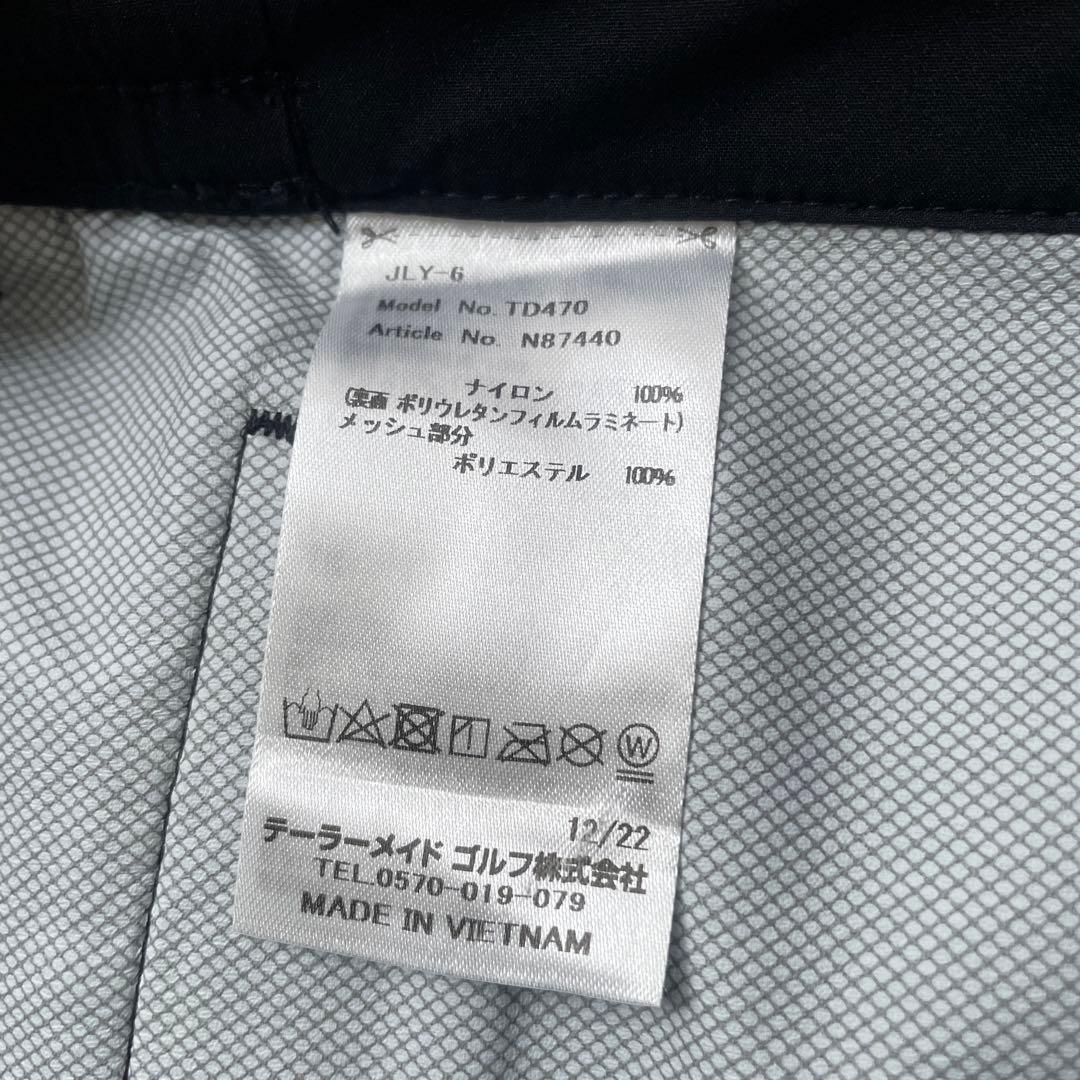 JLY-6
Model No. TD470
Article No. N87440
ナイロン 100%
(裏面 ポリウレタンフィルムラミネート)
メッシュ部分
ポリエステル 100%
W
12/22
テーラーメイド ゴルフ株式会社
TEL.0570-019-079
MADE IN VIETNAM